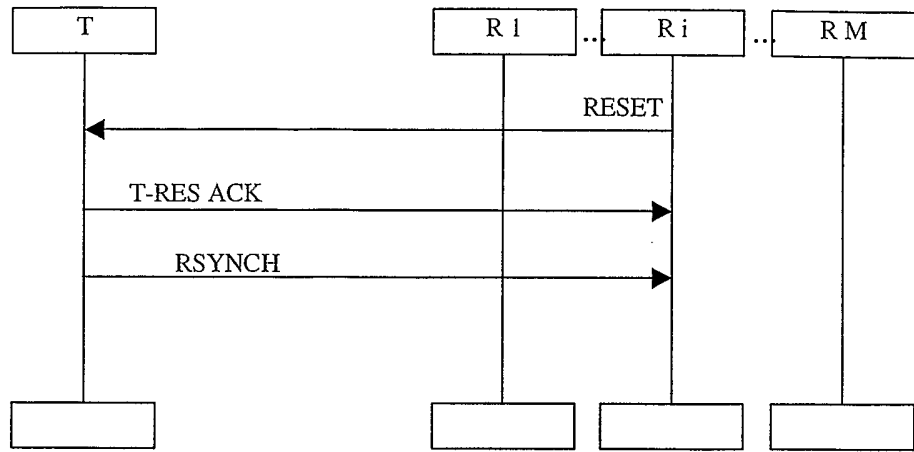 T
R 1 ... R i ... R M
RESET
T-RES ACK
RSYNCH